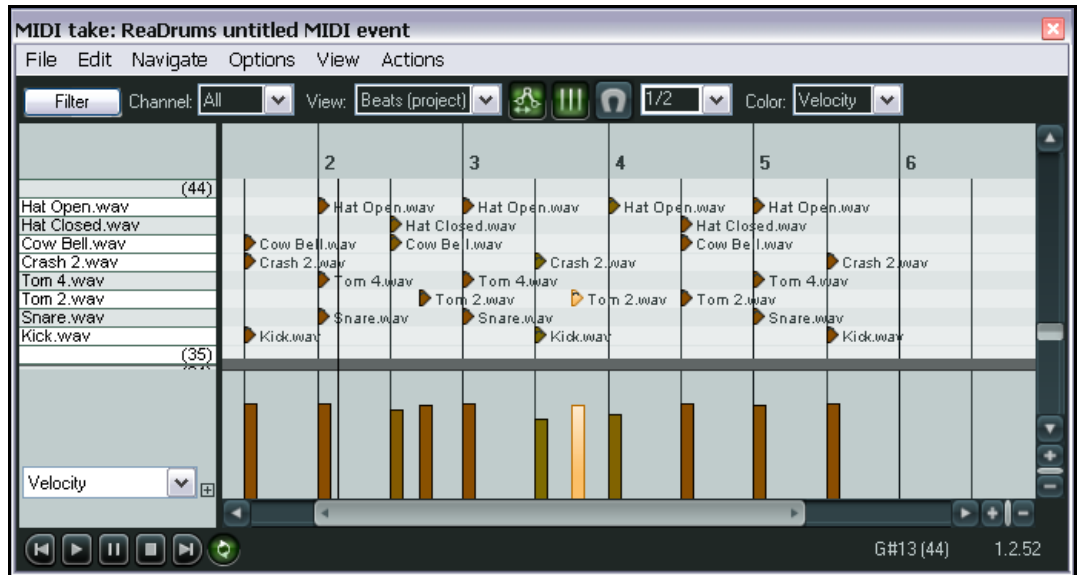 MIDI take: ReaDrums untitled MIDI event
File Edit Navigate Options View Actions
Filter Channel: All View: Beats (project) 1/2 Color: Velocity
2 3 4 5 6
(44)
Hat Open.wav Hat Open.wav Hat Open.wav Hat Open.wav Hat Open.wav
Hat Closed.wav Hat Closed.wav Hat Closed.wav
Cow Bell.wav Cow Bell.wav Cow Bell.wav Cow Bell.wav
Crash 2.wav Crash 2.wav Crash 2.wav Crash 2.wav
Tom 4.wav Tom 4.wav Tom 4.wav Tom 4.wav
Tom 2.wav Tom 2.wav Tom 2.wav Tom 2.wav
Snare.wav Snare.wav Snare.wav Snare.wav
Kick.wav Kick.wav Kick.wav Kick.wav
(35)
Velocity
G#13 (44) 1.2.52